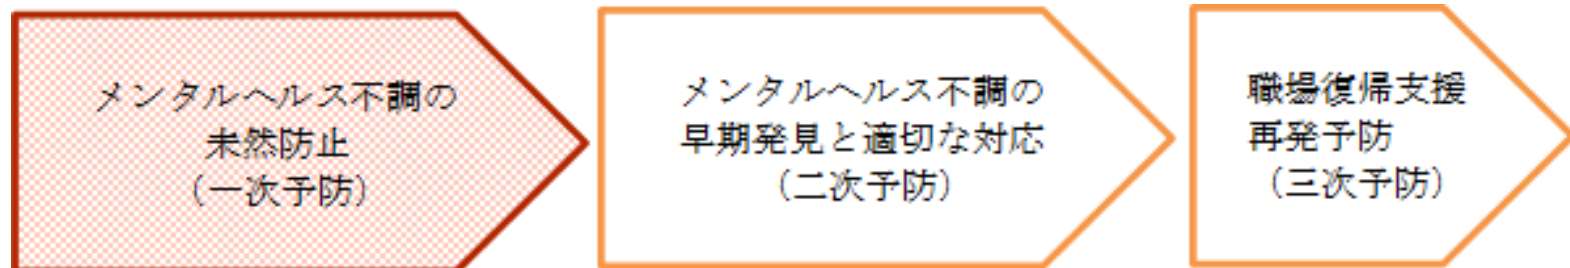 メンタルヘルス不調の
未然防止
（一次予防）
メンタルヘルス不調の
早期発見と適切な対応
（二次予防）
職場復帰支援
再発予防
（三次予防）